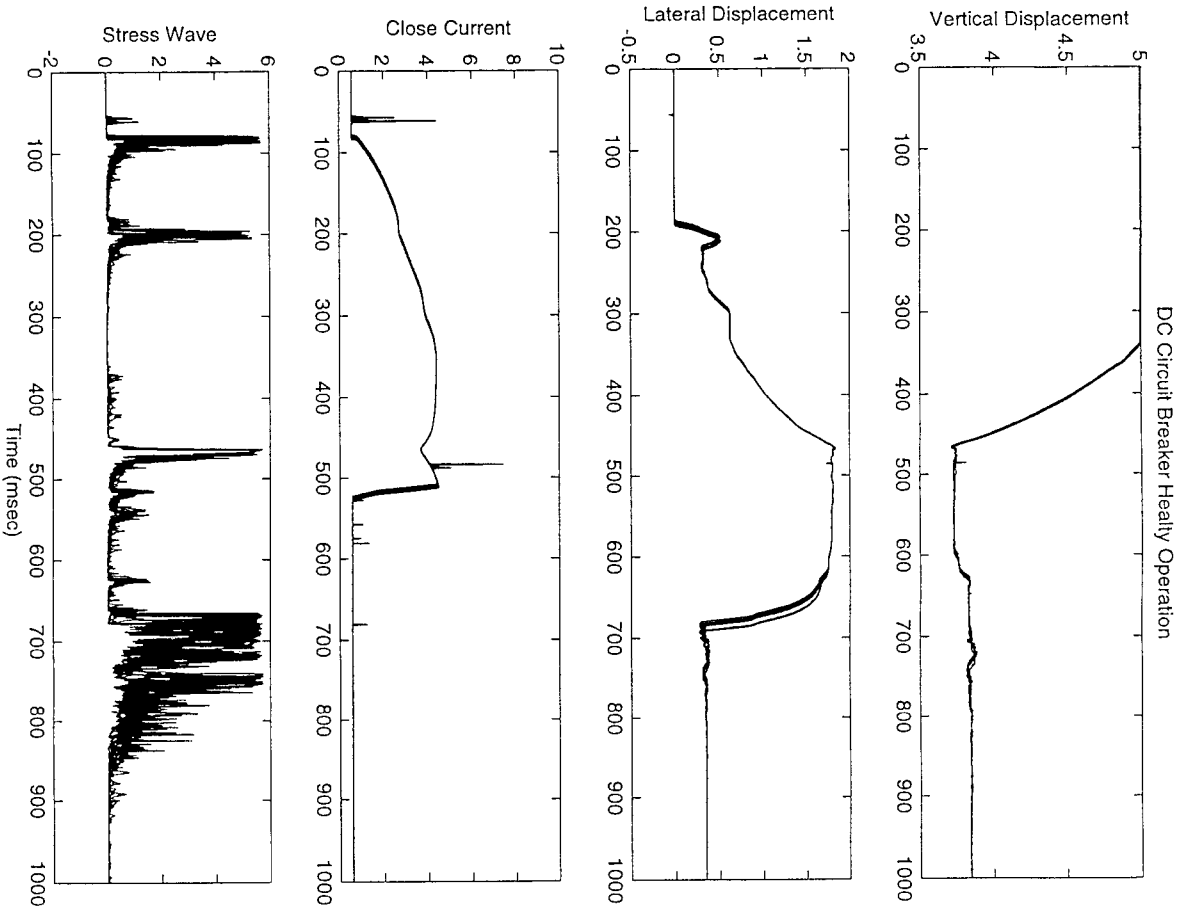 DC Circuit Breaker Healty Operation
Vertical Displacement
5
4.5
4
3.5
0 100 200 300 400 500 600 700 800 900 1000
Lateral Displacement
2
1.5
1
0.5
0
-0.5
0 100 200 300 400 500 600 700 800 900 1000
Close Current
10
8
6
4
2
0
0 100 200 300 400 500 600 700 800 900 1000
Stress Wave
6
4
2
0
-2
0 100 200 300 400 500 600 700 800 900 1000
Time (msec)